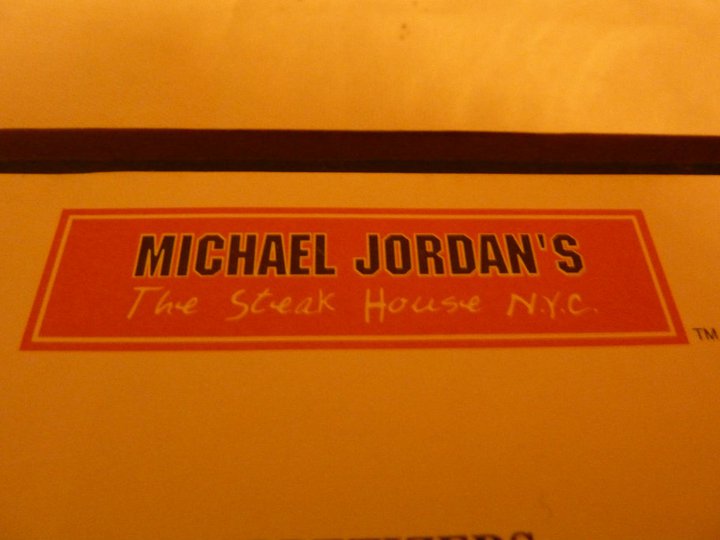 MICHAEL JORDAN'S
The Steak House N.Y.C.
TM